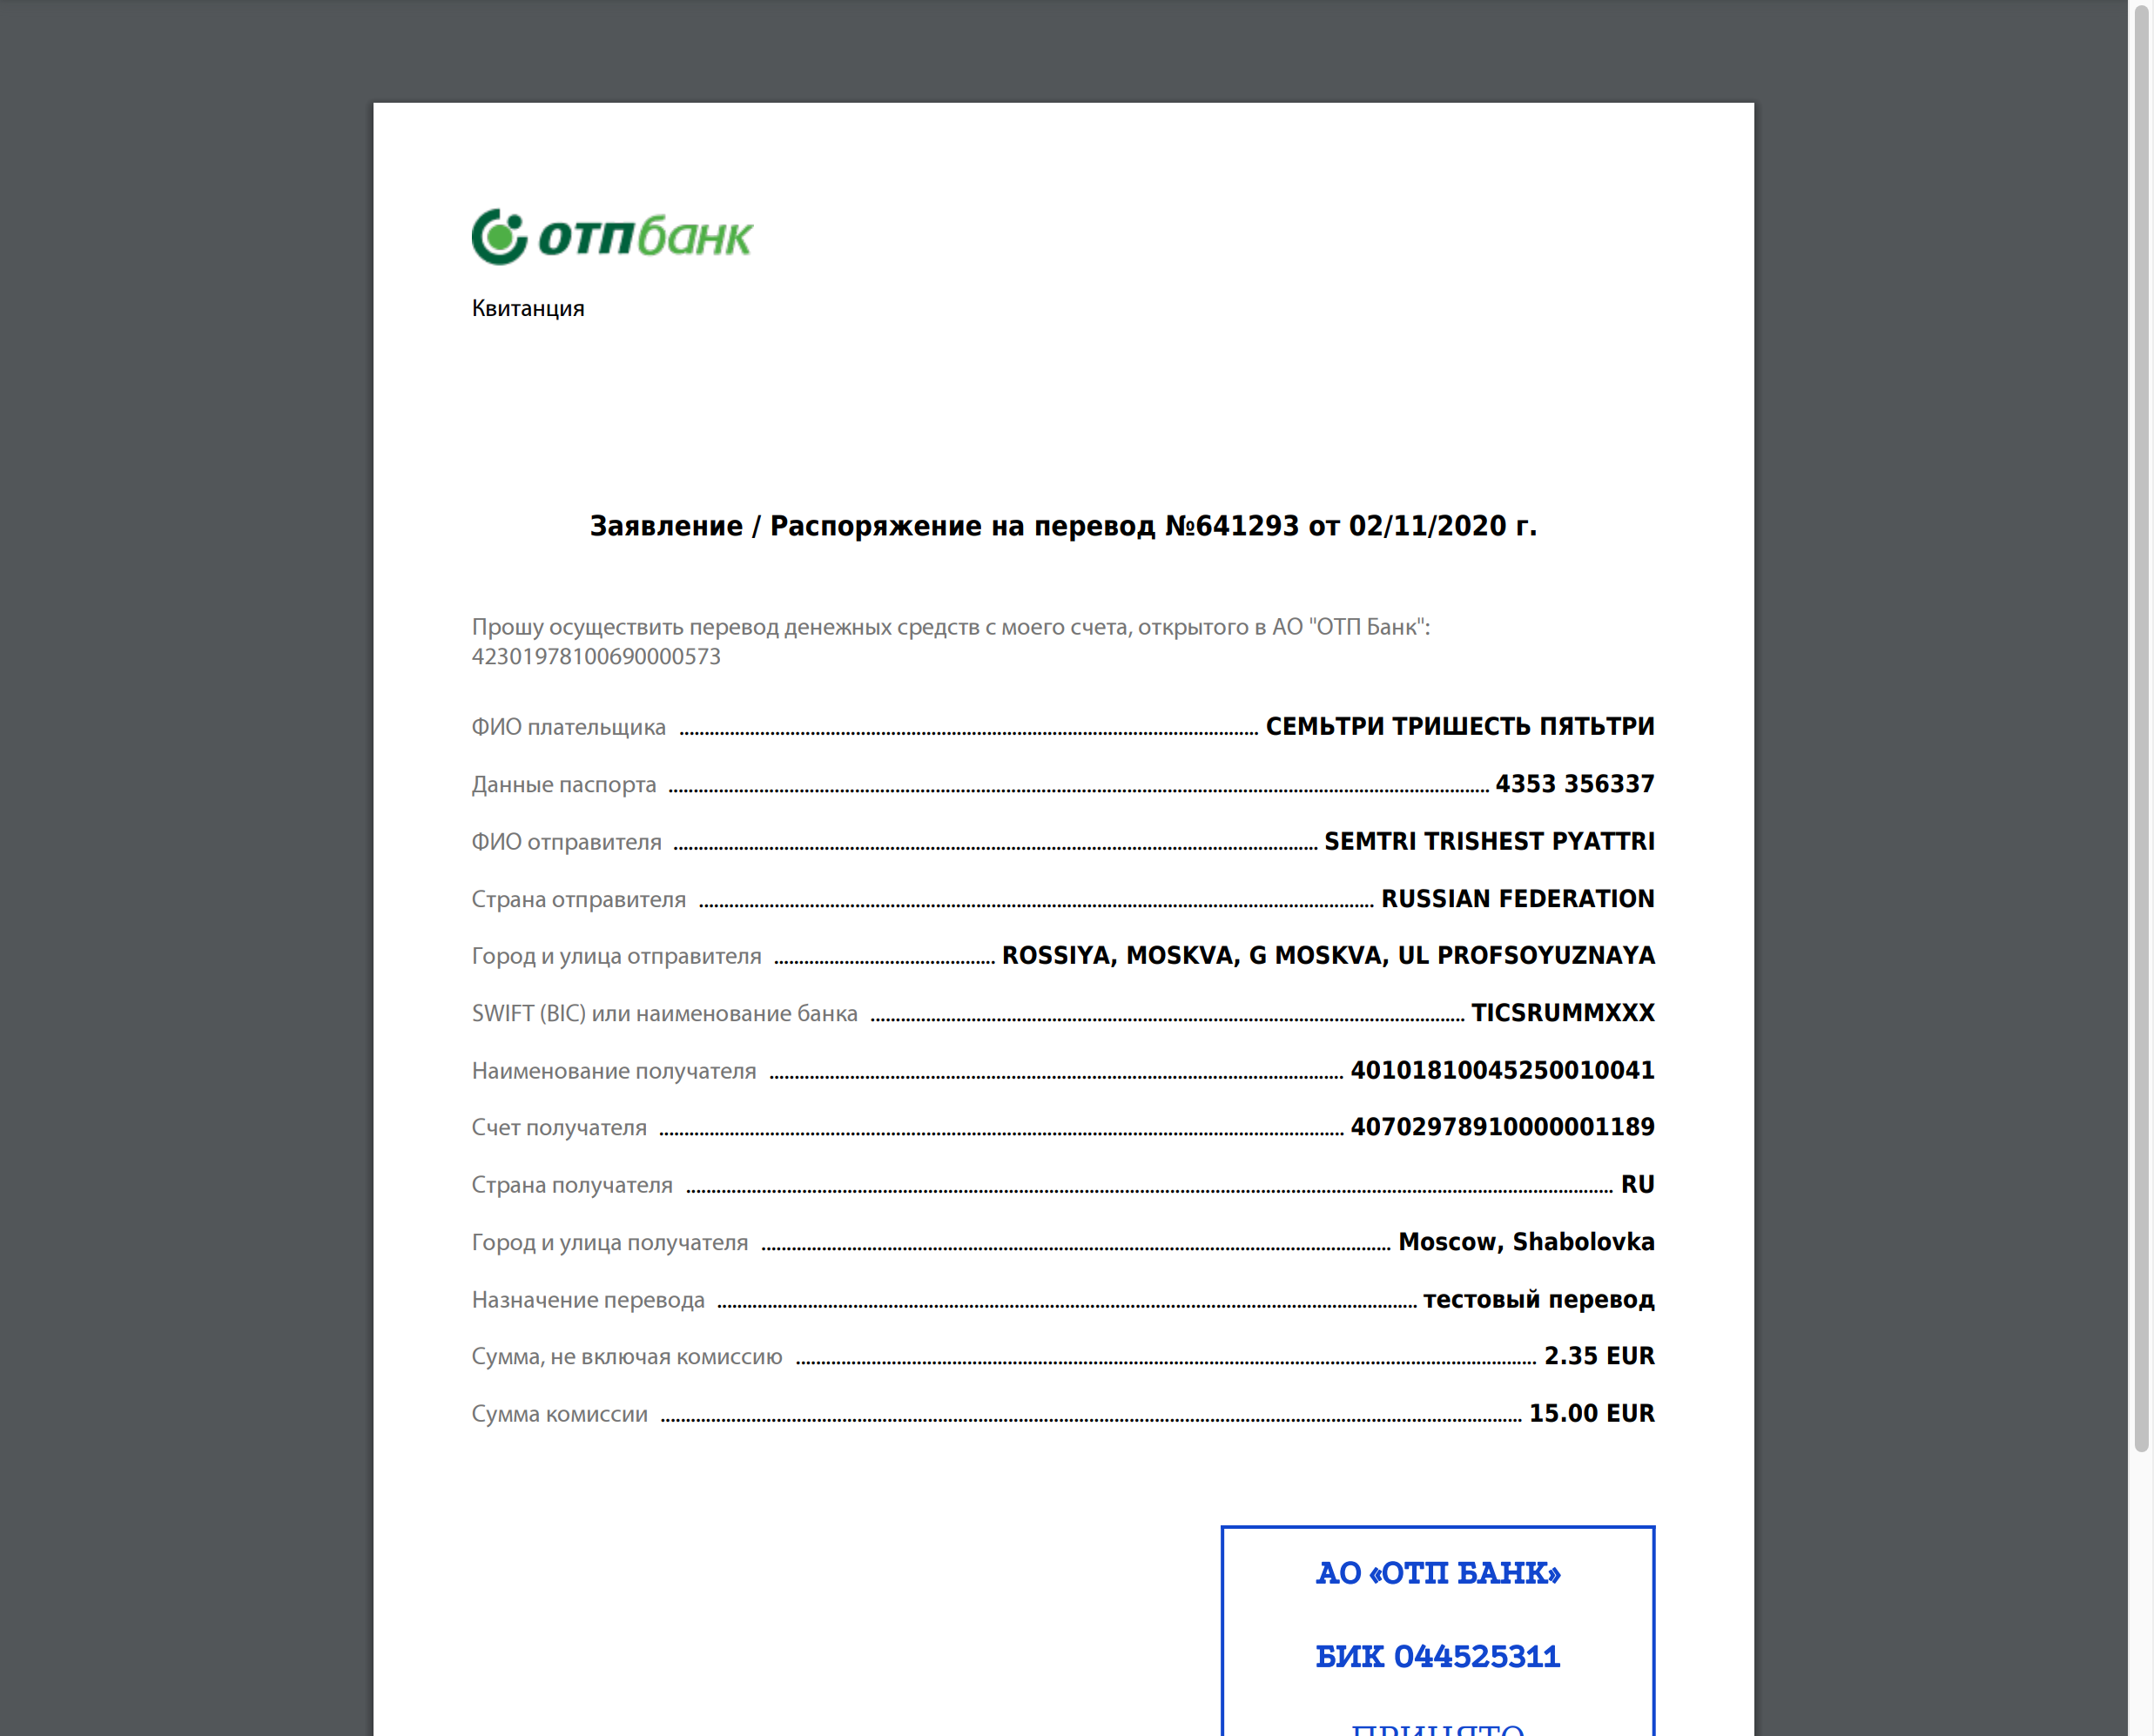 отпбанк
Квитанция
Заявление / Распоряжение на перевод №641293 от 02/11/2020 г.
Прошу осуществить перевод денежных средств с моего счета, открытого в АО "ОТП Банк":
42301978100690000573
ФИО плательщика СЕМЬТРИ ТРИШЕСТЬ ПЯТЬТРИ
Данные паспорта 4353 356337
ФИО отправителя SEMTRI TRISHEST PYATTRI
Страна отправителя RUSSIAN FEDERATION
Город и улица отправителя ROSSIYA, MOSKVA, G MOSKVA, UL PROFSOYUZNAYA
SWIFT (BIC) или наименование банка TICSRUMMXXX
Наименование получателя 40101810045250010041
Счет получателя 40702978910000001189
Страна получателя RU
Город и улица получателя Moscow, Shabolovka
Назначение перевода тестовый перевод
Сумма, не включая комиссию 2.35 EUR
Сумма комиссии 15.00 EUR
АО «ОТП БАНК»
БИК 044525311
ПРИНЯТО